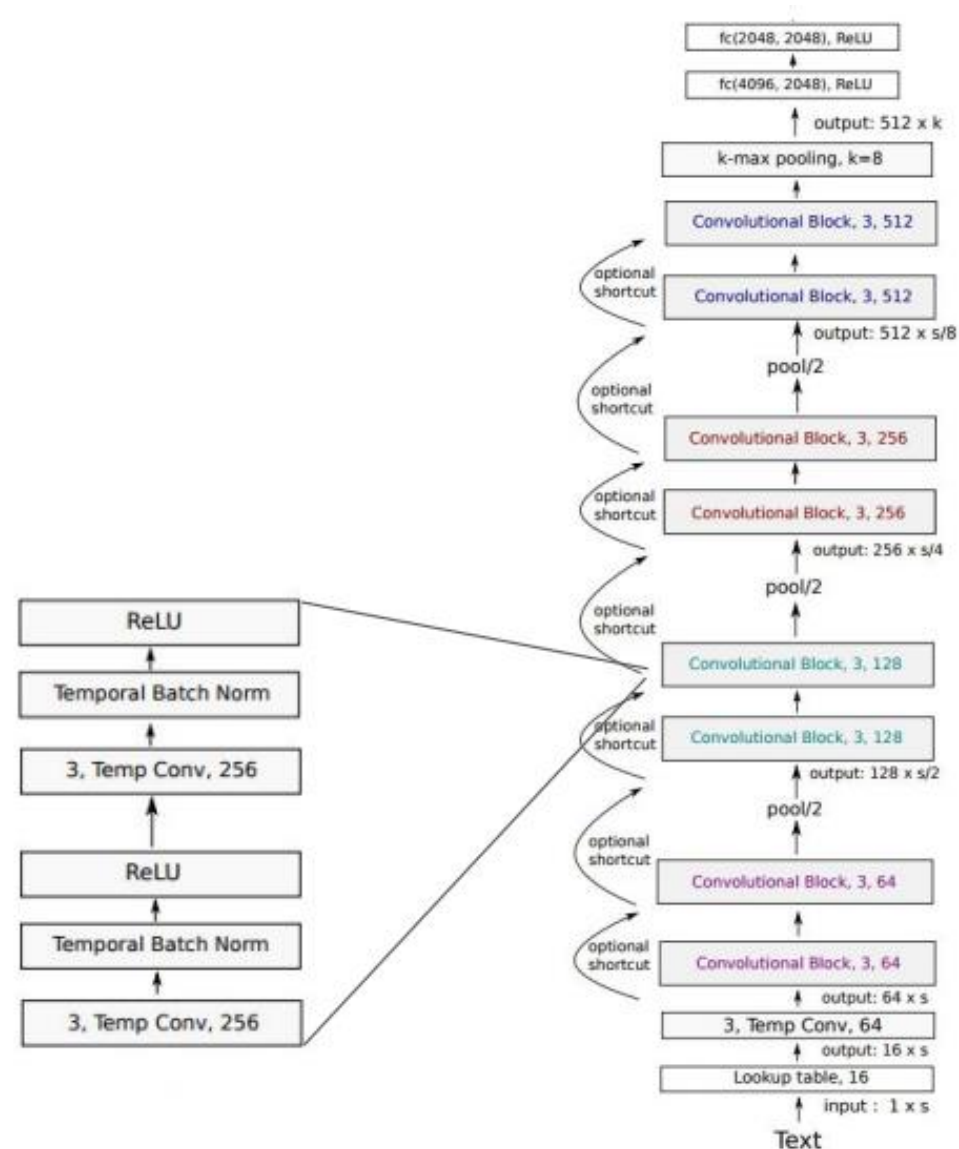 fc(2048, 2048), ReLU
fc(4096, 2048), ReLU
output: 512 x k
k-max pooling, k=8
Convolutional Block, 3, 512
optional
shortcut
Convolutional Block, 3, 512
output: 512 x s/8
pool/2
optional
shortcut
Convolutional Block, 3, 256
optional
shortcut
Convolutional Block, 3, 256
output: 256 x s/4
pool/2
optional
shortcut
Convolutional Block, 3, 128
optional
shortcut
Convolutional Block, 3, 128
output: 128 x s/2
pool/2
optional
shortcut
Convolutional Block, 3, 64
optional
shortcut
Convolutional Block, 3, 64
output: 64 x s
3, Temp Conv, 64
output: 16 x s
Lookup table, 16
input : 1 x s
Text
ReLU
Temporal Batch Norm
3, Temp Conv, 256
ReLU
Temporal Batch Norm
3, Temp Conv, 256